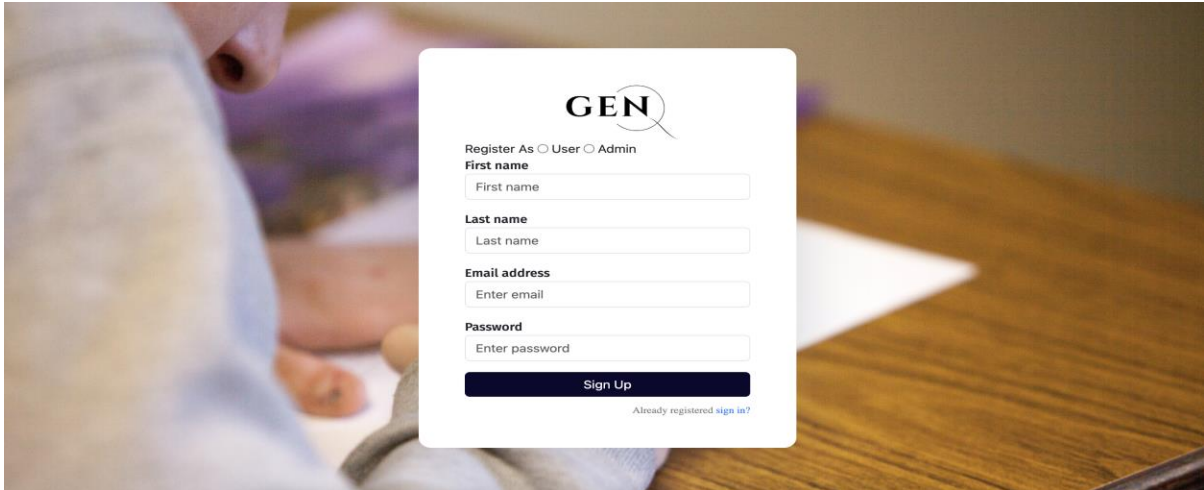 GEN
Register As User Admin
First name
First name
Last name
Last name
Email address
Enter email
Password
Enter password
Sign Up
Already registered sign in?